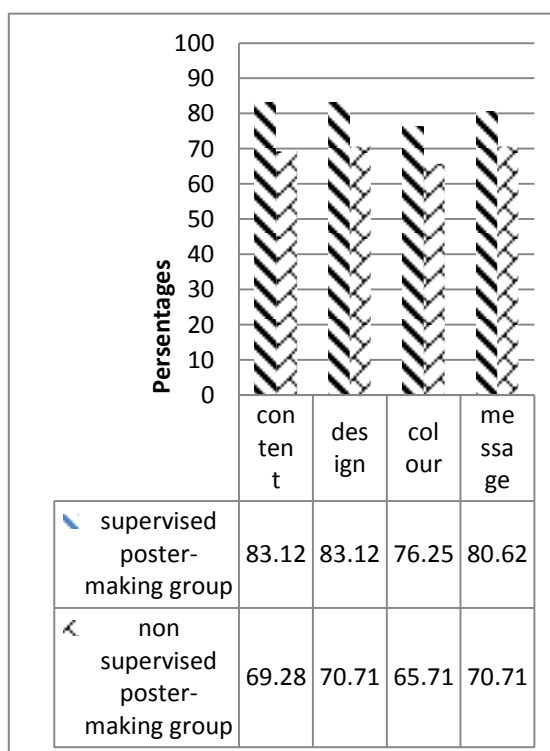 100
90
80
70
60
50
40
30
20
10
0
Persentages
con
ten
t
des
ign
col
our
me
ssa
ge
supervised
poster-
making group
83.12 83.12 76.25 80.62
non
supervised
poster-
making group
69.28 70.71 65.71 70.71